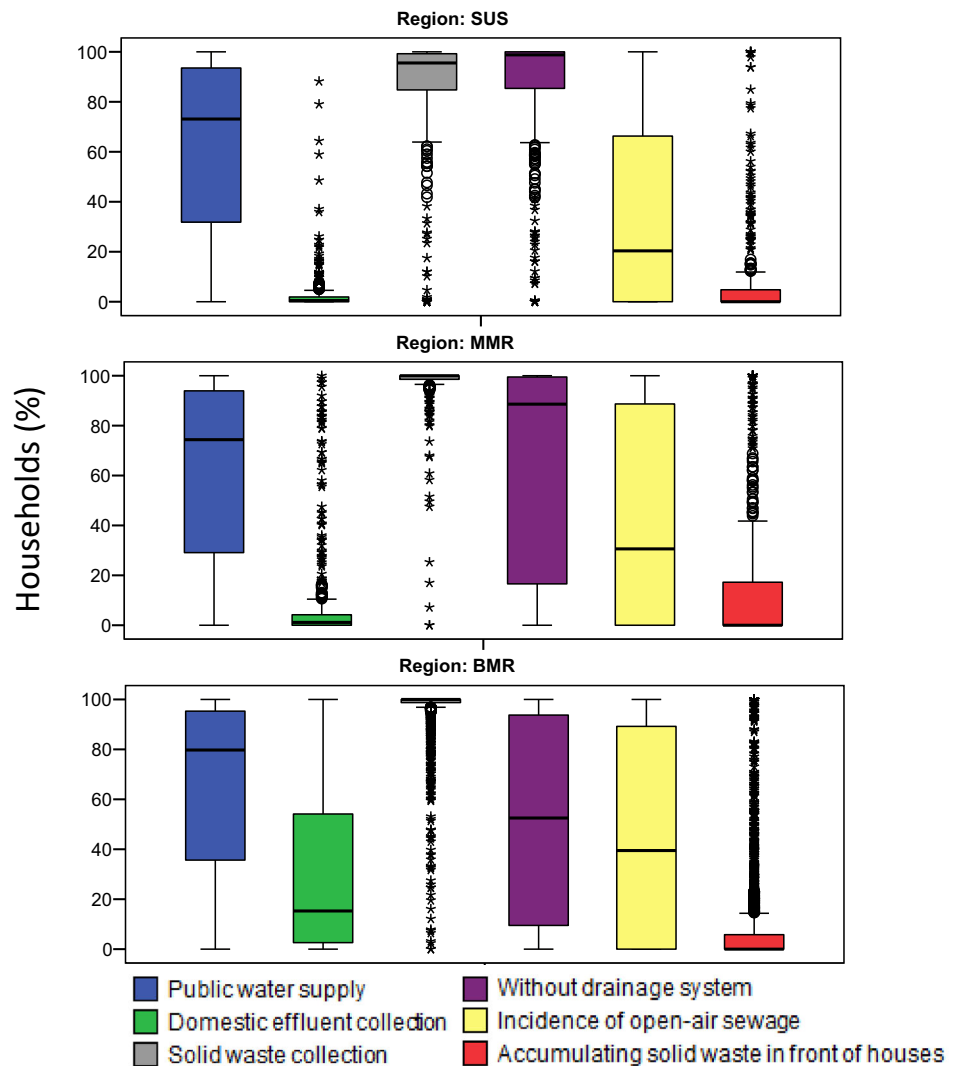 Region: SUS
100
80
60
40
20
0
Region: MMR
100
80
60
40
20
0
Households (%)
Region: BMR
100
80
60
40
20
0
Public water supply
Without drainage system
Domestic effluent collection
Incidence of open-air sewage
Solid waste collection
Accumulating solid waste in front of houses